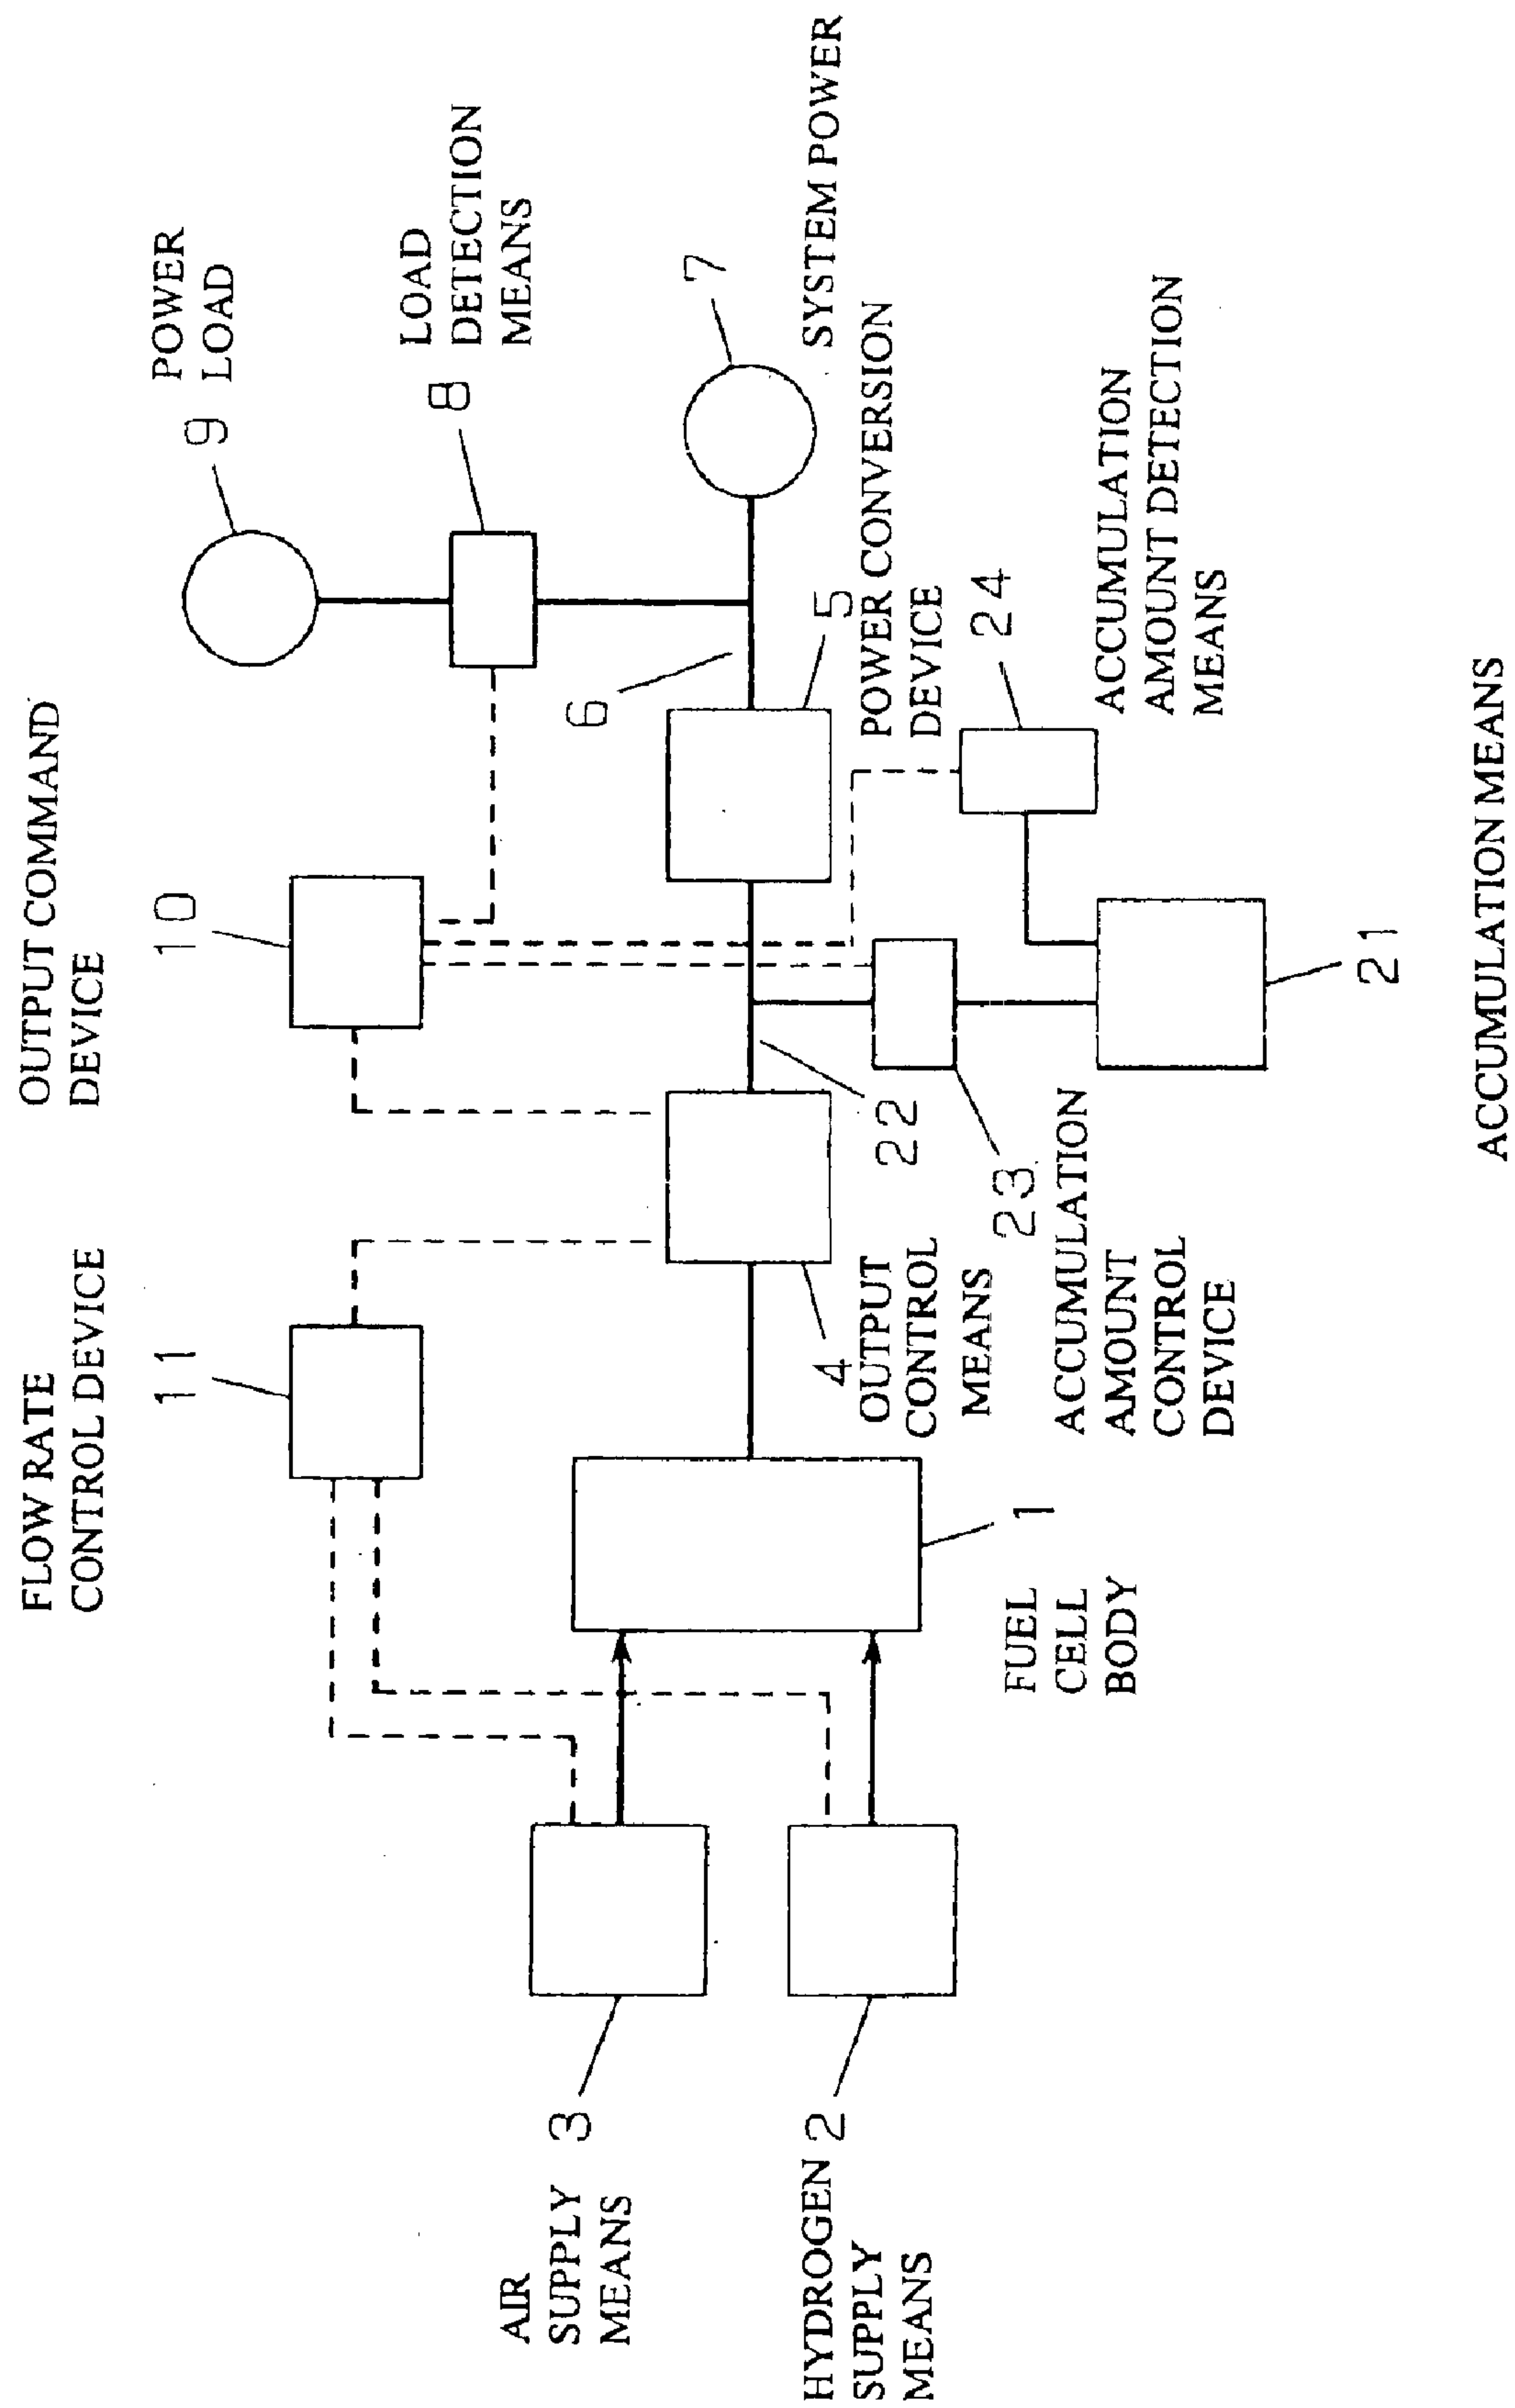 FLOW RATE
CONTROL DEVICE
11
OUTPUT COMMAND
DEVICE
10
POWER
LOAD
9
LOAD
DETECTION
MEANS
8
7
SYSTEM POWER
6
5
POWER CONVERSION
DEVICE
AIR
SUPPLY
MEANS
3
HYDROGEN
SUPPLY
MEANS
2
1
FUEL
CELL
BODY
4
OUTPUT
CONTROL
MEANS
22
23
ACCUMULATION
AMOUNT
CONTROL
DEVICE
24
ACCUMULATION
AMOUNT DETECTION
MEANS
21
ACCUMULATION MEANS